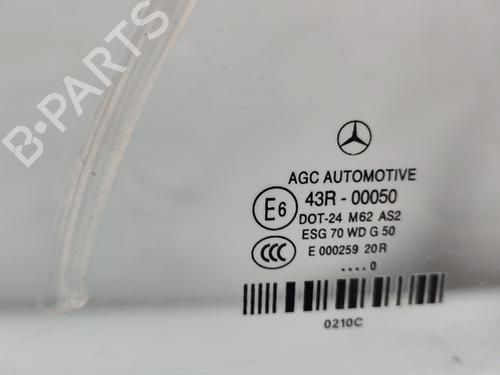 B-PARTS
AGC AUTOMOTIVE
E6 43R - 00050
DOT-24 M62 AS2
ESG 70 WD G 50
CCC E 000259 20R
.... 0
0210C